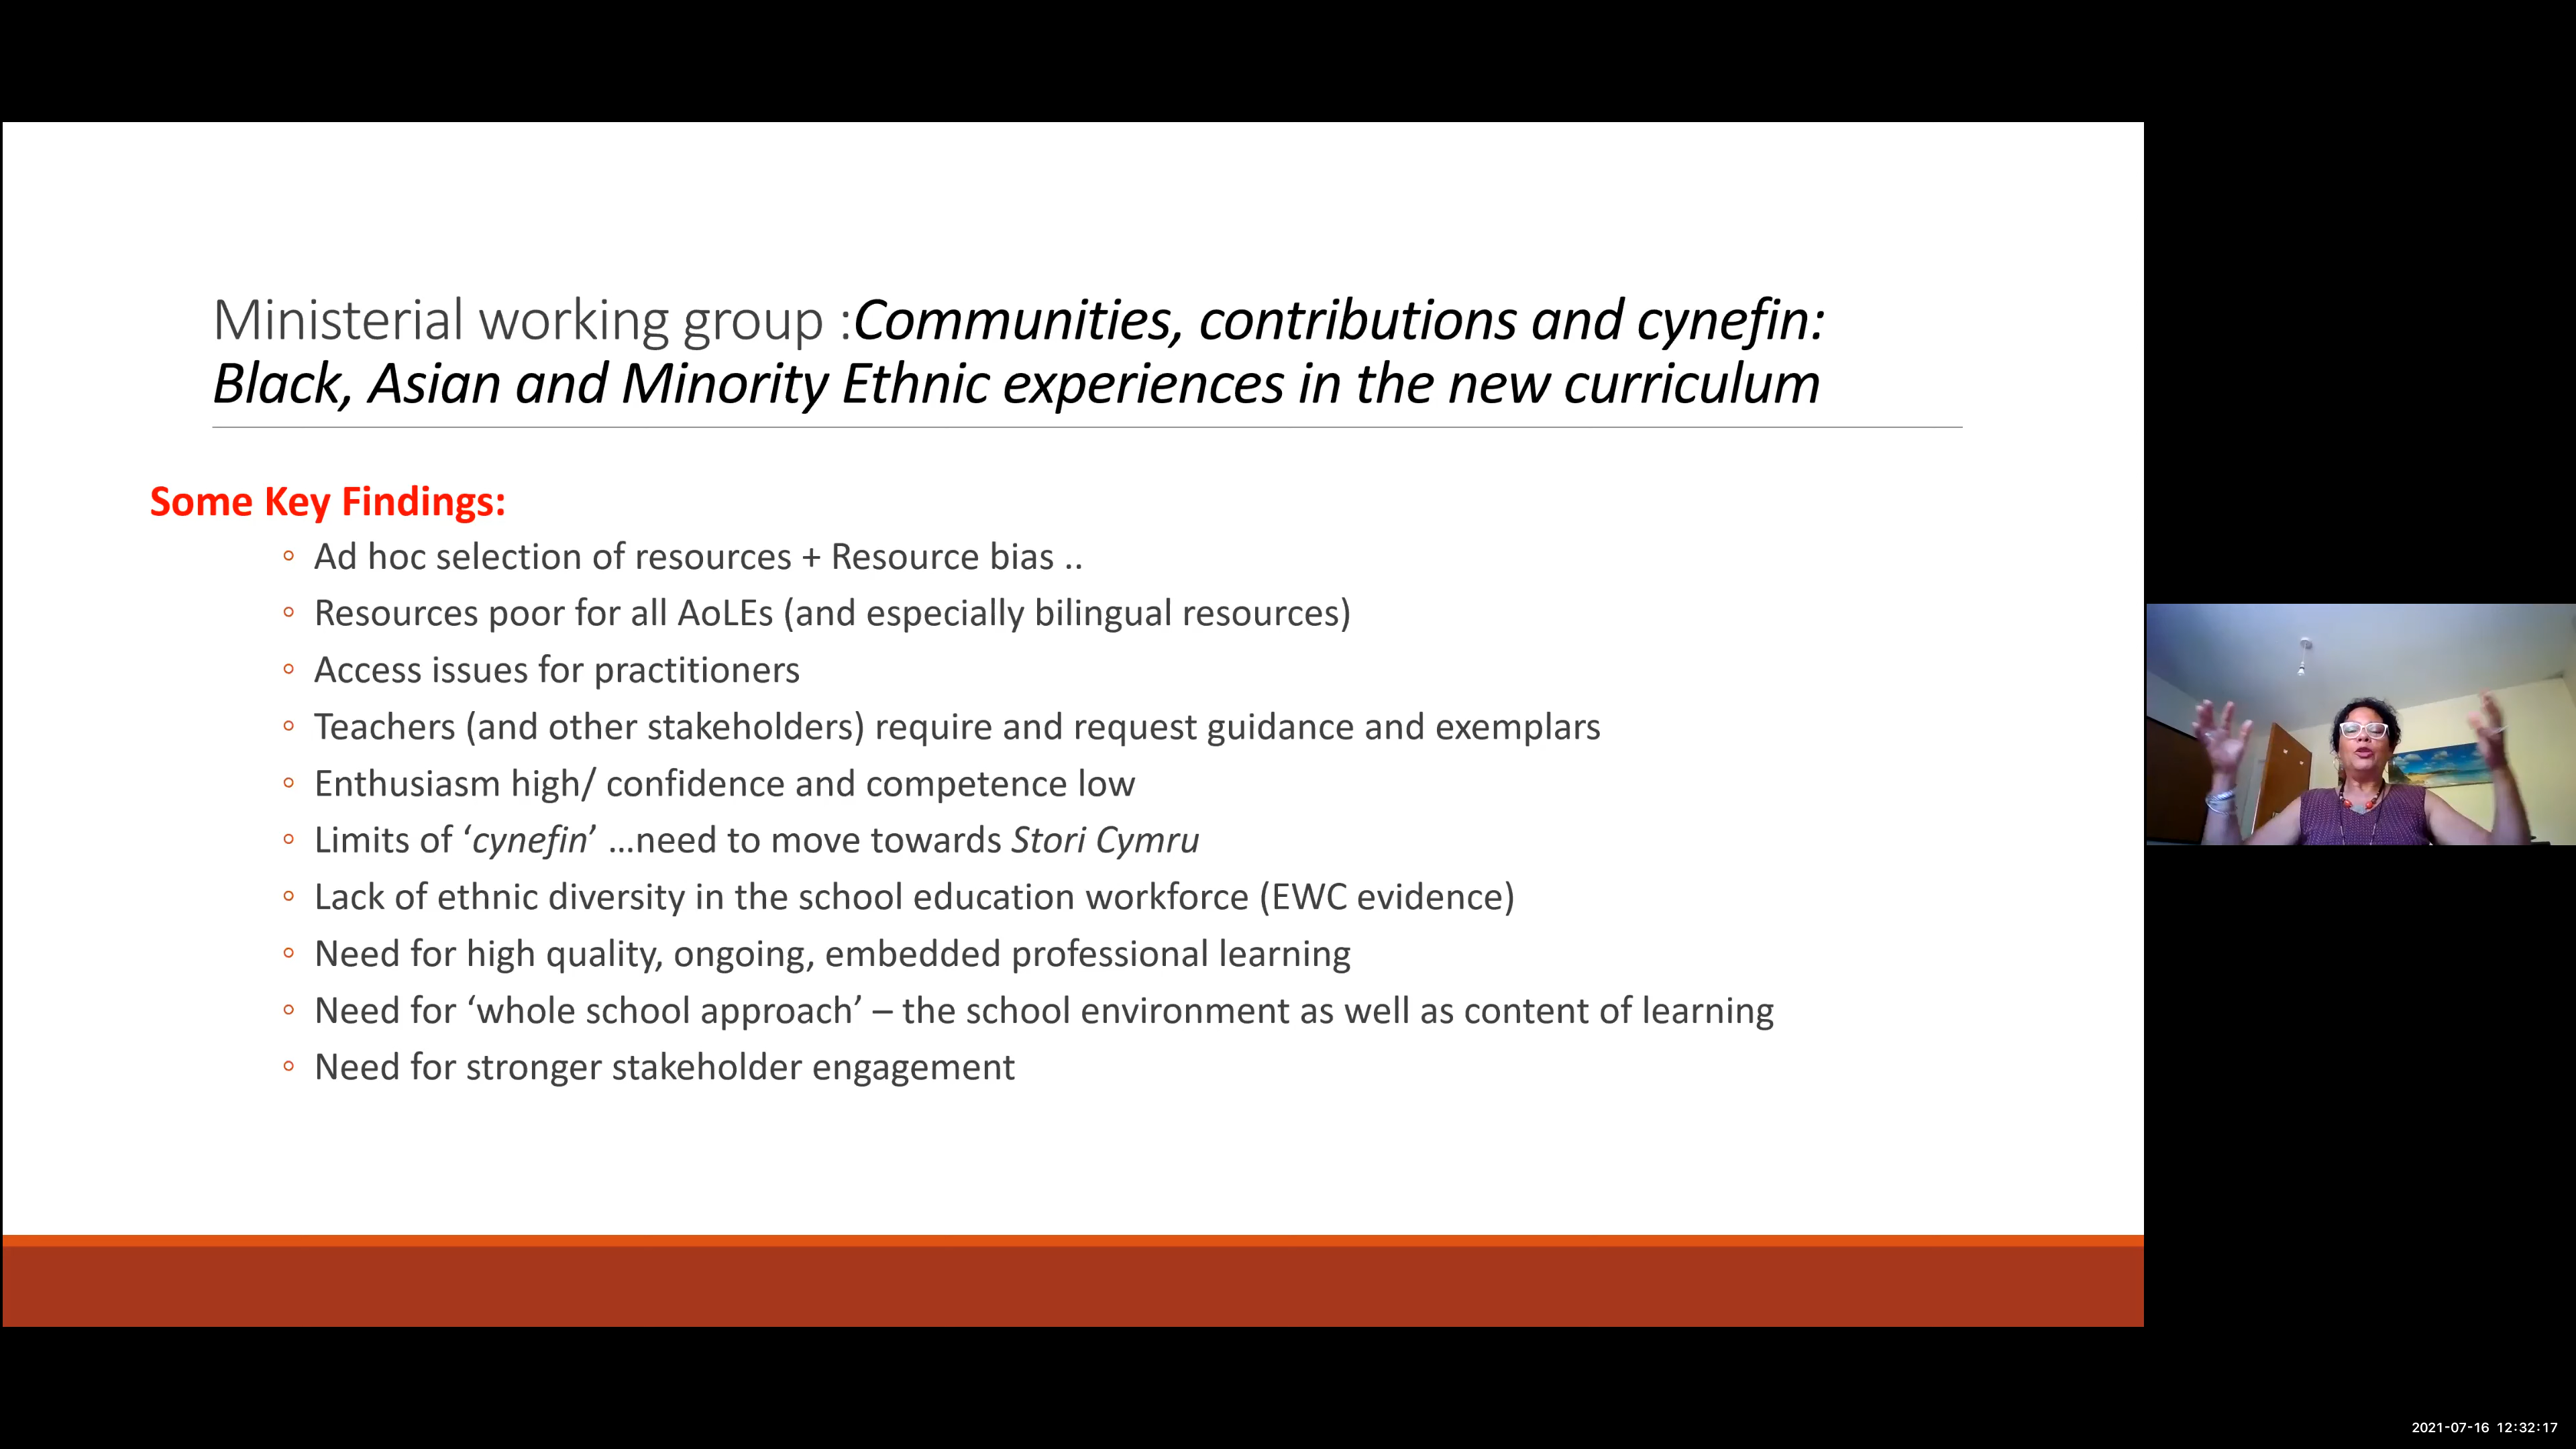 Ministerial working group :Communities, contributions and cynefin:
Black, Asian and Minority Ethnic experiences in the new curriculum
Some Key Findings:
◦ Ad hoc selection of resources + Resource bias ..
◦ Resources poor for all AoLEs (and especially bilingual resources)
◦ Access issues for practitioners
◦ Teachers (and other stakeholders) require and request guidance and exemplars
◦ Enthusiasm high/ confidence and competence low
◦ Limits of ‘cynefin’ …need to move towards Stori Cymru
◦ Lack of ethnic diversity in the school education workforce (EWC evidence)
◦ Need for high quality, ongoing, embedded professional learning
◦ Need for ‘whole school approach’ – the school environment as well as content of learning
◦ Need for stronger stakeholder engagement
2021-07-16 12:32:17